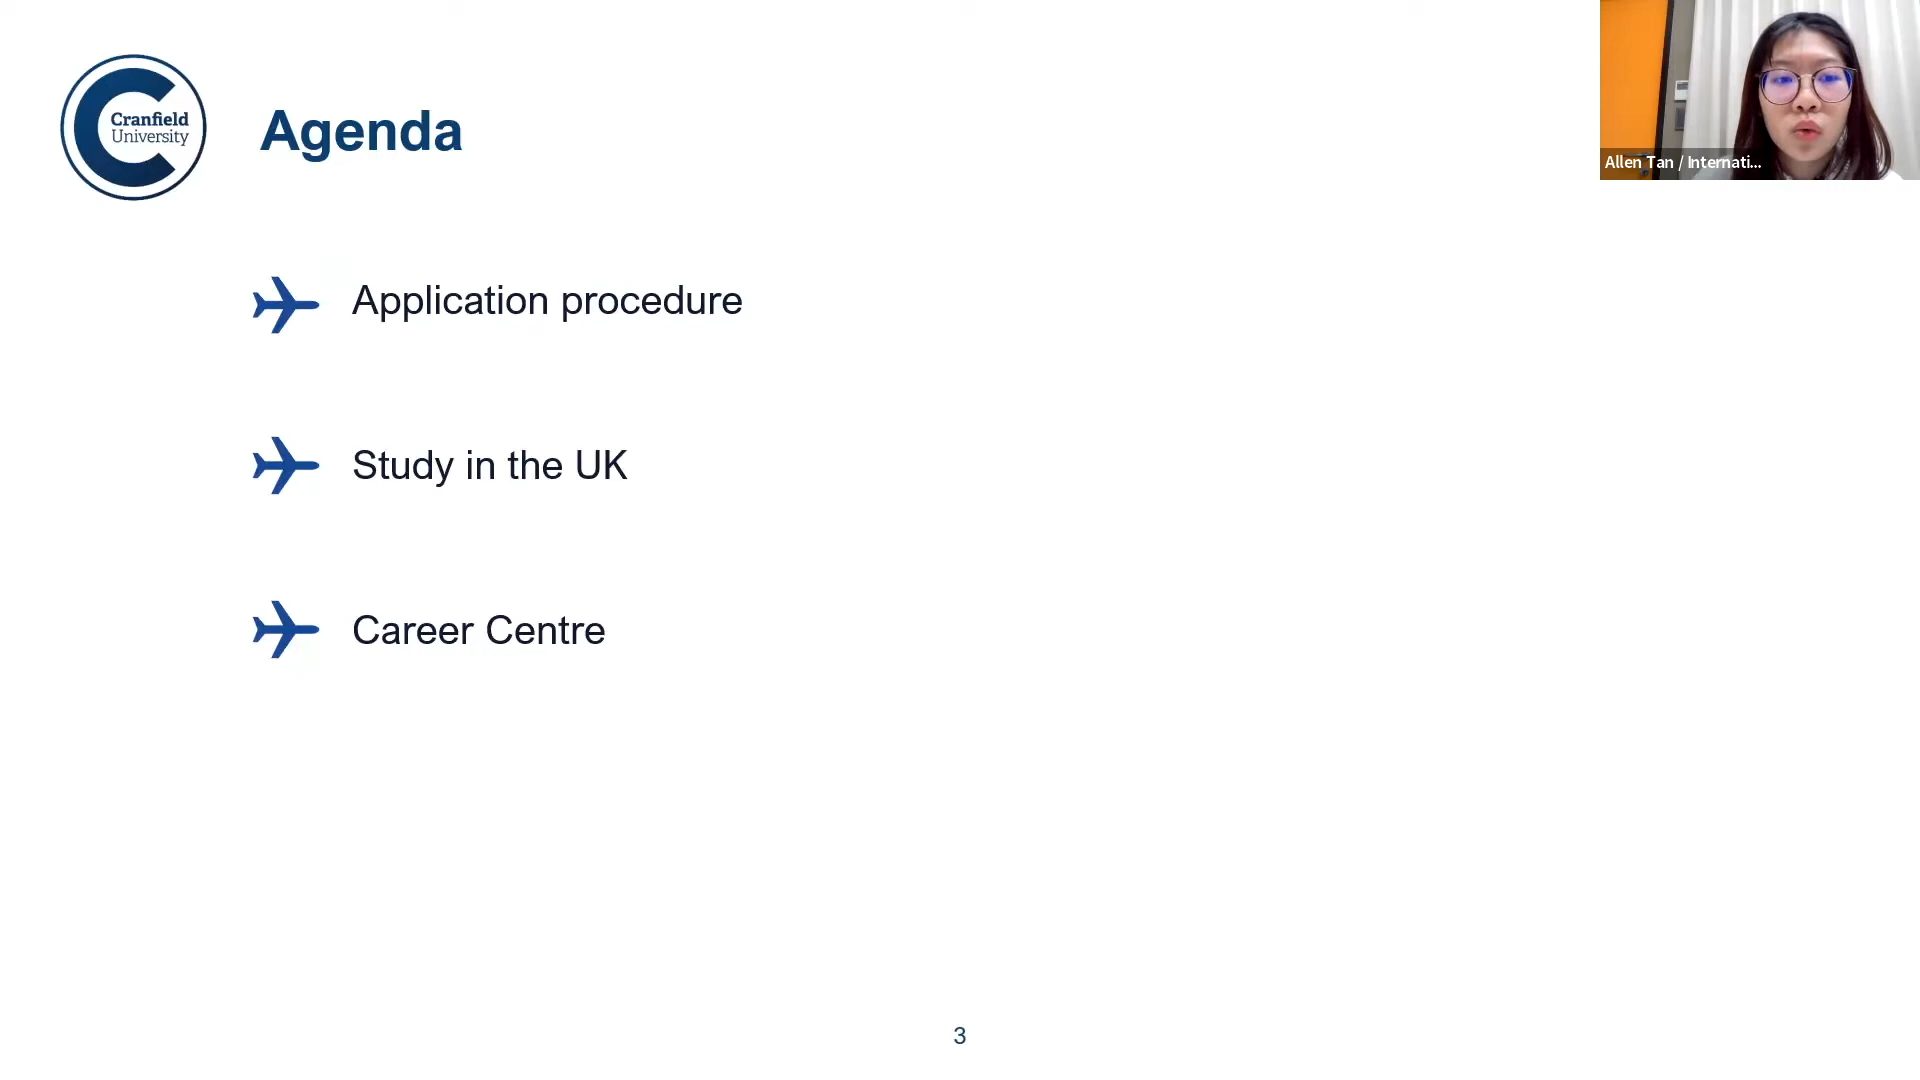 Cranfield
University
Agenda
Allen Tan / Internati...
Application procedure
Study in the UK
Career Centre
3